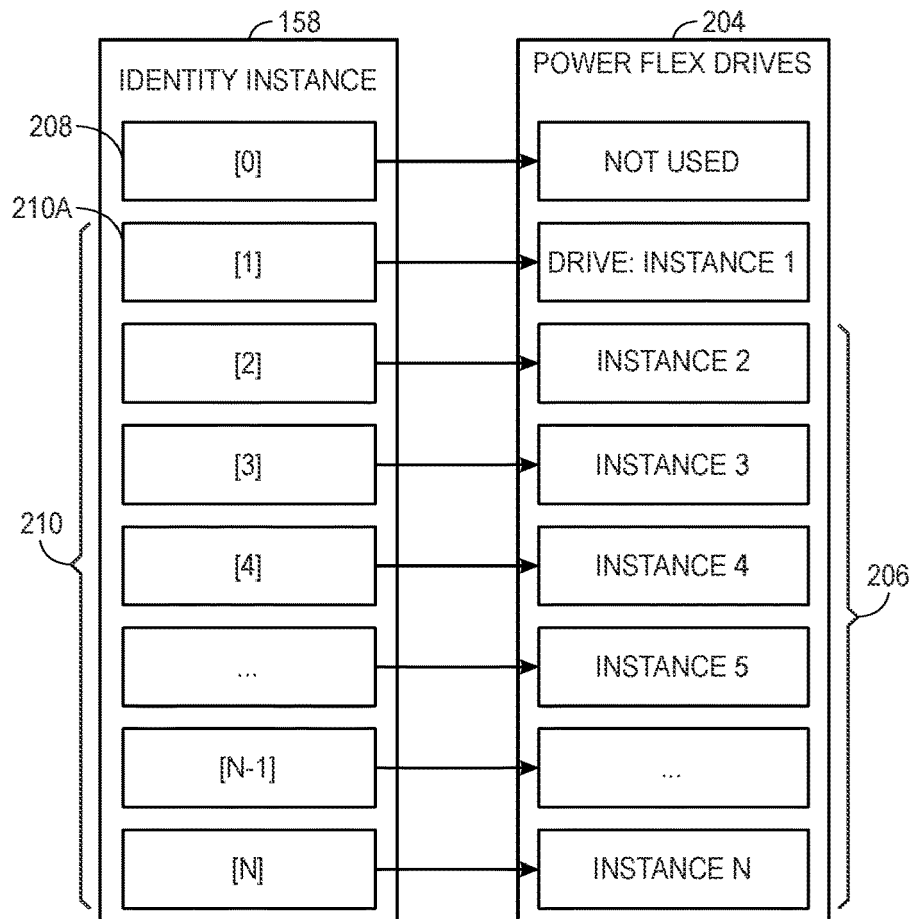 158
204
IDENTITY INSTANCE
POWER FLEX DRIVES
208
[0]
NOT USED
210A
[1]
DRIVE: INSTANCE 1
[2]
INSTANCE 2
[3]
INSTANCE 3
210
[4]
INSTANCE 4
206
...
INSTANCE 5
[N-1]
...
[N]
INSTANCE N